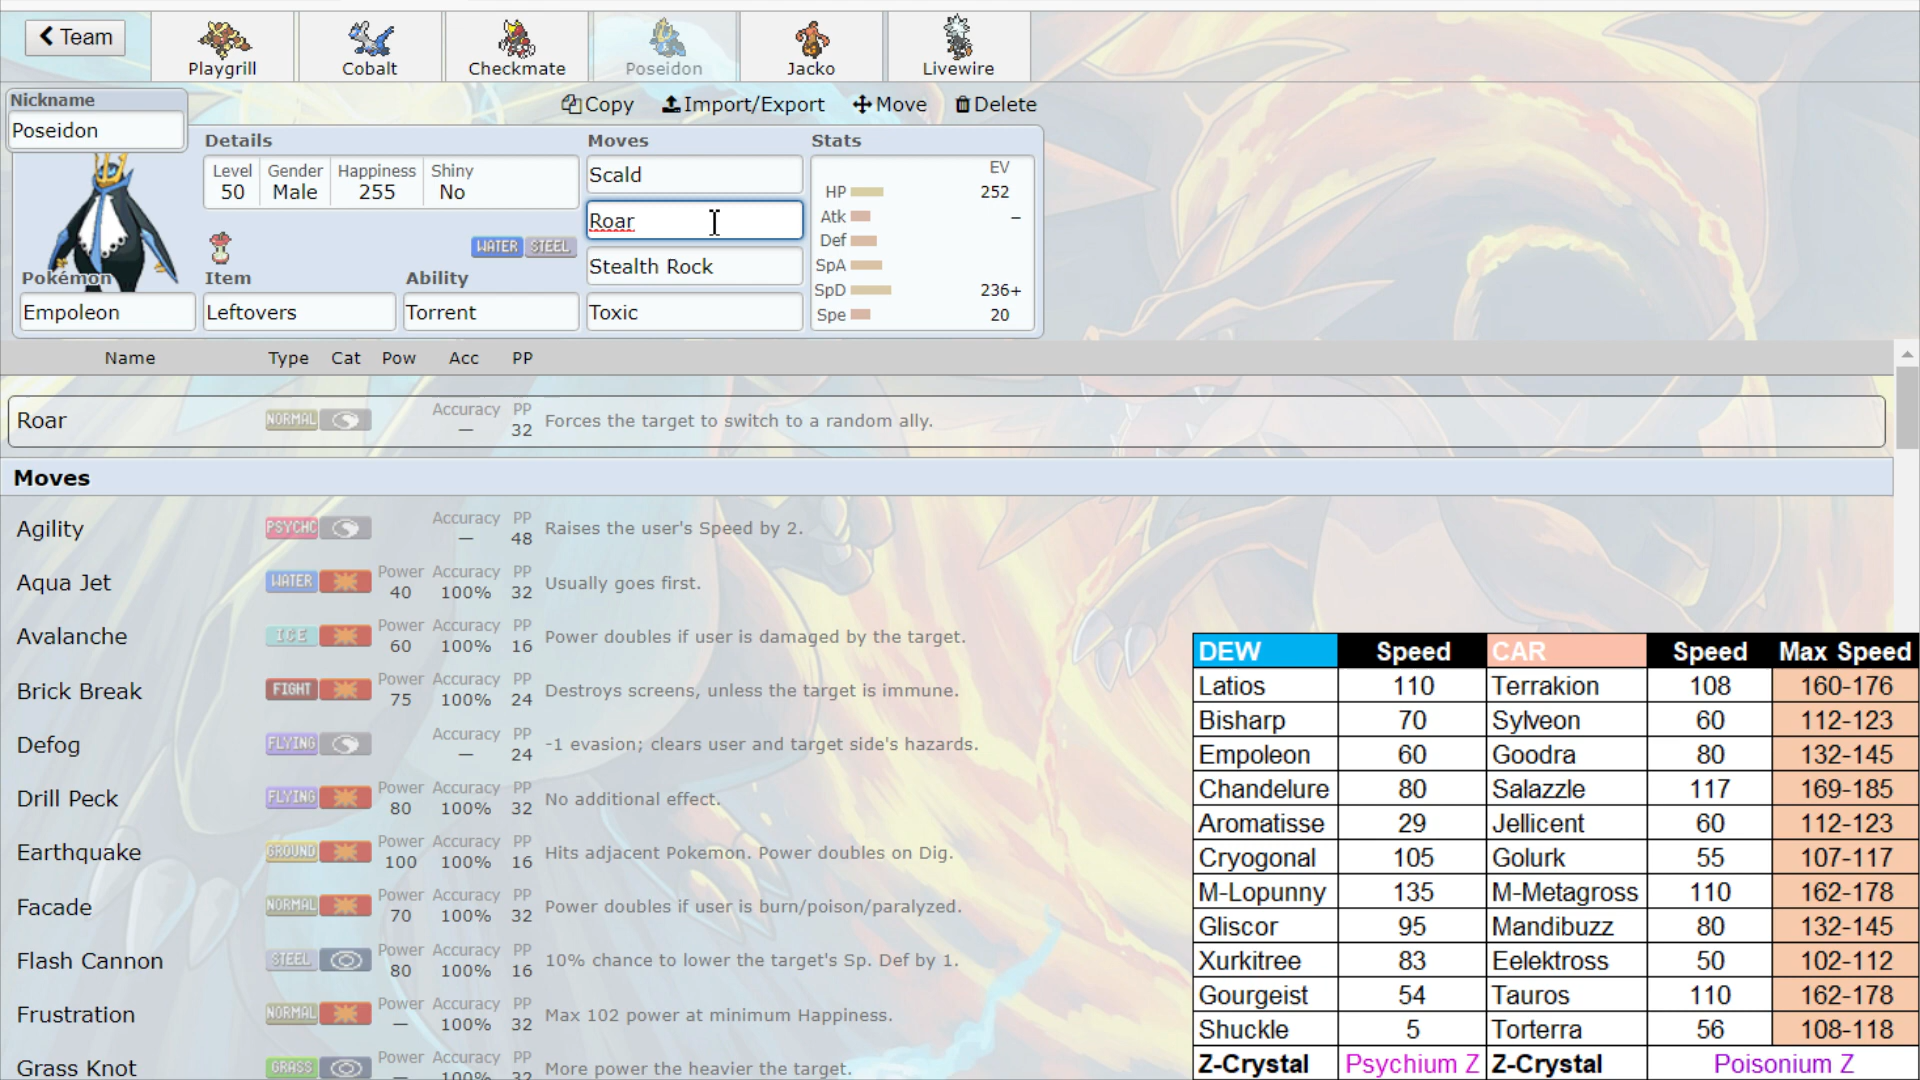 Team
Playgrill
Cobalt
Checkmate
Poseidon
Jacko
Livewire
Nickname
Poseidon
Copy Import/Export Move Delete
Details Moves Stats
Level Gender Happiness Shiny
50 Male 255 No
WATER STEEL
Pokémon Item Ability
Empoleon Leftovers Torrent
Scald
Roar
Stealth Rock
Toxic
EV
HP 252
Atk –
Def
SpA
SpD 236+
Spe 20
Name Type Cat Pow Acc PP
Roar NORMAL Accuracy — PP 32 Forces the target to switch to a random ally.
Moves
Agility PSYCHC Accuracy — PP 48 Raises the user's Speed by 2.
Aqua Jet WATER Power 40 Accuracy 100% PP 32 Usually goes first.
Avalanche ICE Power 60 Accuracy 100% PP 16 Power doubles if user is damaged by the target.
Brick Break FIGHT Power 75 Accuracy 100% PP 24 Destroys screens, unless the target is immune.
Defog FLYING Accuracy — PP 24 -1 evasion; clears user and target side's hazards.
Drill Peck FLYING Power 80 Accuracy 100% PP 32 No additional effect.
Earthquake GROUND Power 100 Accuracy 100% PP 16 Hits adjacent Pokemon. Power doubles on Dig.
Facade NORMAL Power 70 Accuracy 100% PP 32 Power doubles if user is burn/poison/paralyzed.
Flash Cannon STEEL Power 80 Accuracy 100% PP 16 10% chance to lower the target's Sp. Def by 1.
Frustration NORMAL Power — Accuracy 100% PP 32 Max 102 power at minimum Happiness.
Grass Knot GRASS Power — Accuracy 100% PP 32 More power the heavier the target.
DEW Speed CAR Speed Max Speed
Latios 110 Terrakion 108 160-176
Bisharp 70 Sylveon 60 112-123
Empoleon 60 Goodra 80 132-145
Chandelure 80 Salazzle 117 169-185
Aromatisse 29 Jellicent 60 112-123
Cryogonal 105 Golurk 55 107-117
M-Lopunny 135 M-Metagross 110 162-178
Gliscor 95 Mandibuzz 80 132-145
Xurkitree 83 Eelektross 50 102-112
Gourgeist 54 Tauros 110 162-178
Shuckle 5 Torterra 56 108-118
Z-Crystal Psychium Z Z-Crystal Poisonium Z